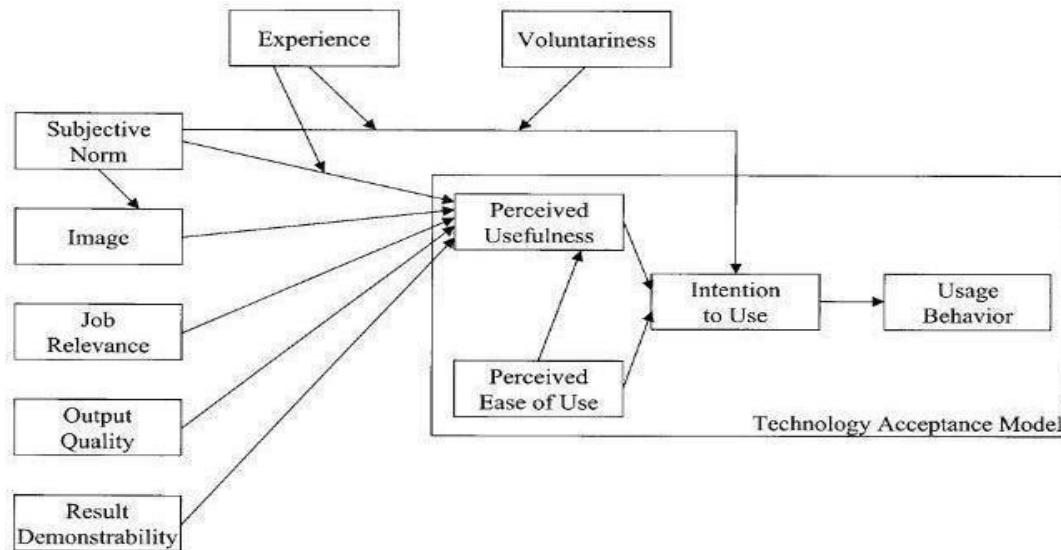 Experience
Voluntariness
Subjective
Norm
Image
Perceived
Usefulness
Job
Relevance
Intention
to Use
Usage
Behavior
Perceived
Ease of Use
Output
Quality
Technology Acceptance Model
Result
Demonstrability